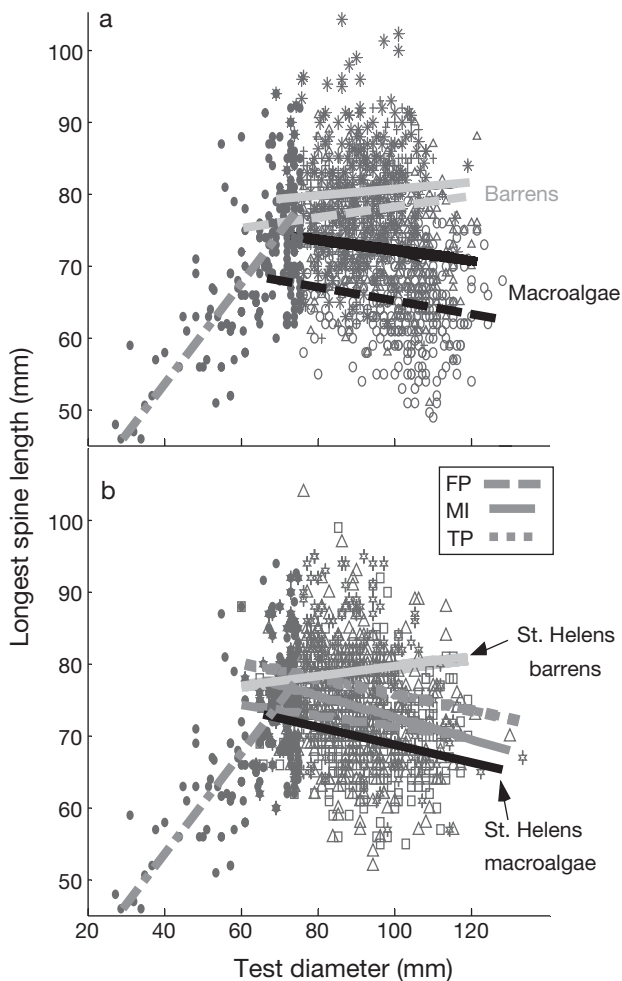 a
100
90
80
70
60
50
Barrens
Macroalgae
Longest spine length (mm)
b
FP
MI
TP
100
90
80
70
60
50
St. Helens
barrens
St. Helens
macroalgae
20
40
60
80
100
120
Test diameter (mm)